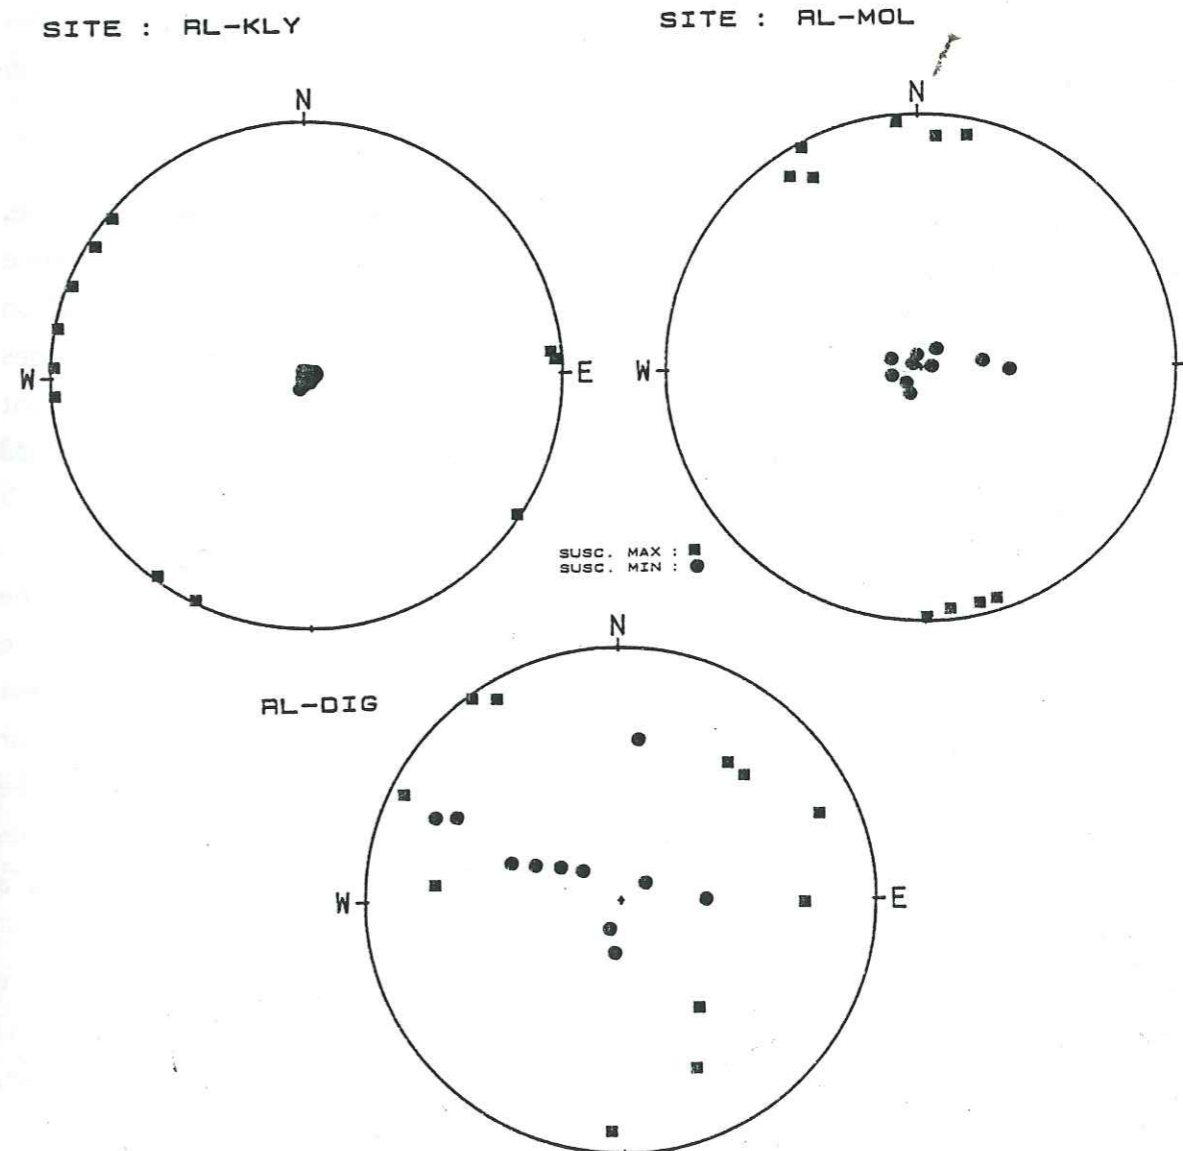 SITE : AL-KLY
SITE : AL-MOL
N
N
W
E
W
SUSC. MAX :
SUSC. MIN :
N
AL-DIG
W
E